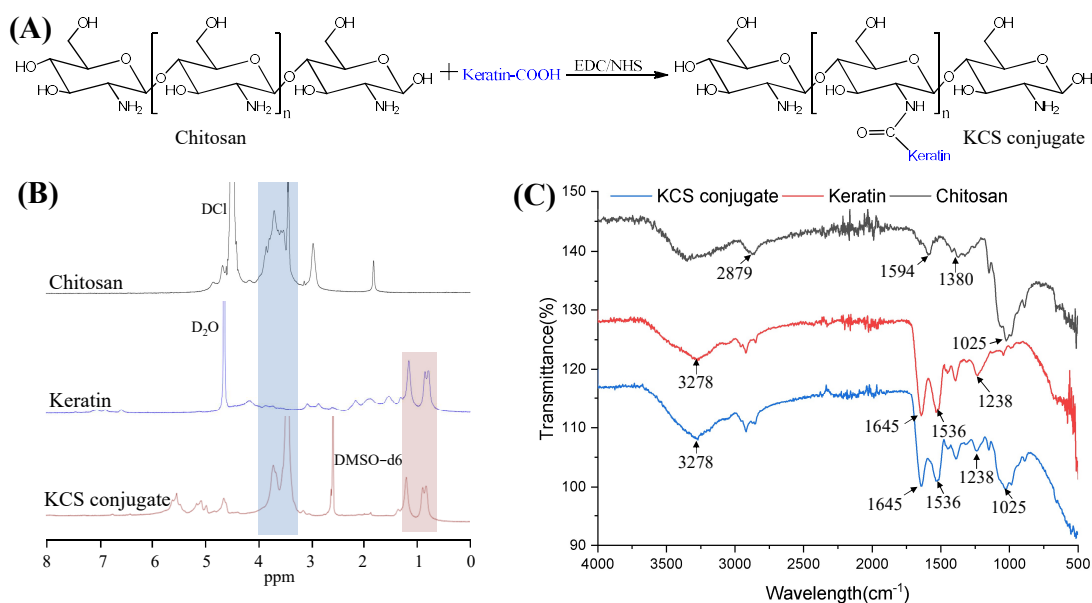 (A)
OH
HO
O
HO
NH2
O
OH
O
HO
NH2
n
O
OH
O
HO
NH2
OH
Chitosan
+ Keratin-COOH
EDC/NHS
OH
HO
O
HO
NH2
O
OH
O
HO
NH
n
O
OH
O
HO
NH2
OH
O=C
Keratin
KCS conjugate
(B)
DCl
Chitosan
D2O
Keratin
DMSO-d6
KCS conjugate
8 7 6 5 4 3 2 1 0
ppm
(C)
KCS conjugate Keratin Chitosan
Transmittance(%)
150
140
130
120
110
100
90
2879
1594
1380
1025
3278
1645
1536
1238
3278
1645
1536
1238
1025
4000 3500 3000 2500 2000 1500 1000 500
Wavelength(cm-1)